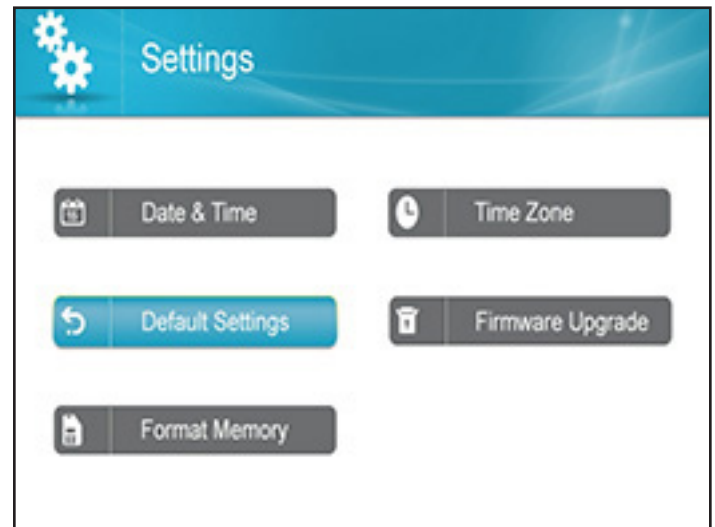 Settings
Date & Time
Time Zone
Default Settings
Firmware Upgrade
Format Memory